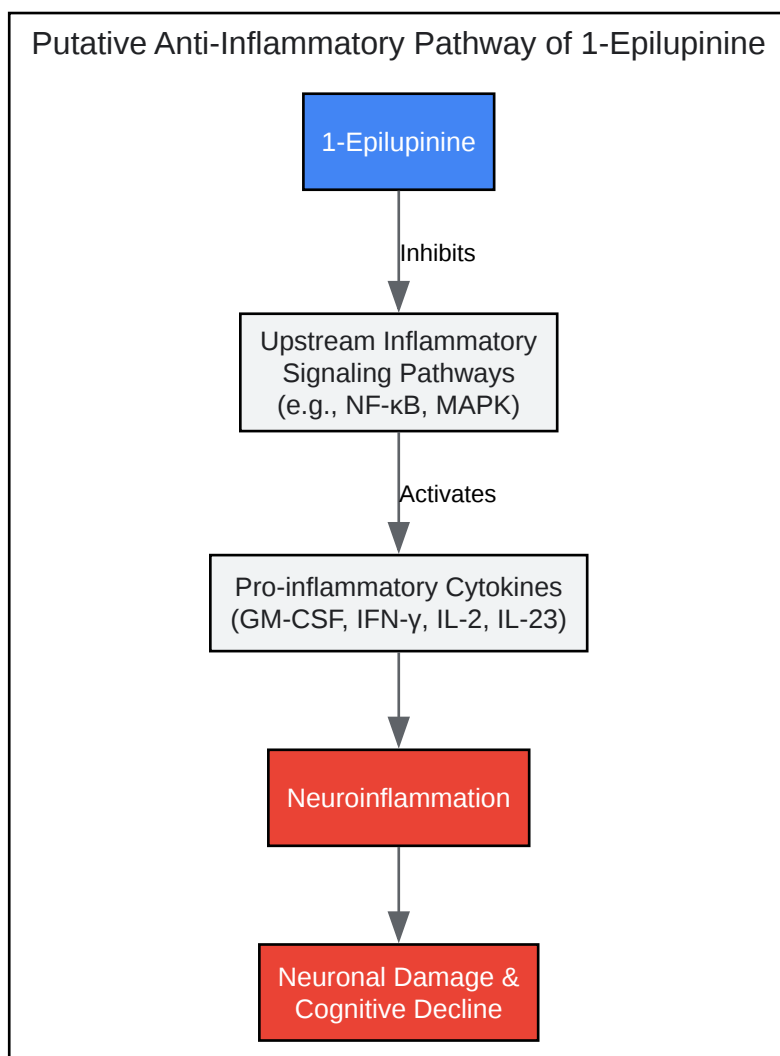 Putative Anti-Inflammatory Pathway of 1-Epilupinine
1-Epilupinine
Inhibits
Upstream Inflammatory
Signaling Pathways
(e.g., NF-κB, MAPK)
Activates
Pro-inflammatory Cytokines
(GM-CSF, IFN-γ, IL-2, IL-23)
Neuroinflammation
Neuronal Damage &
Cognitive Decline